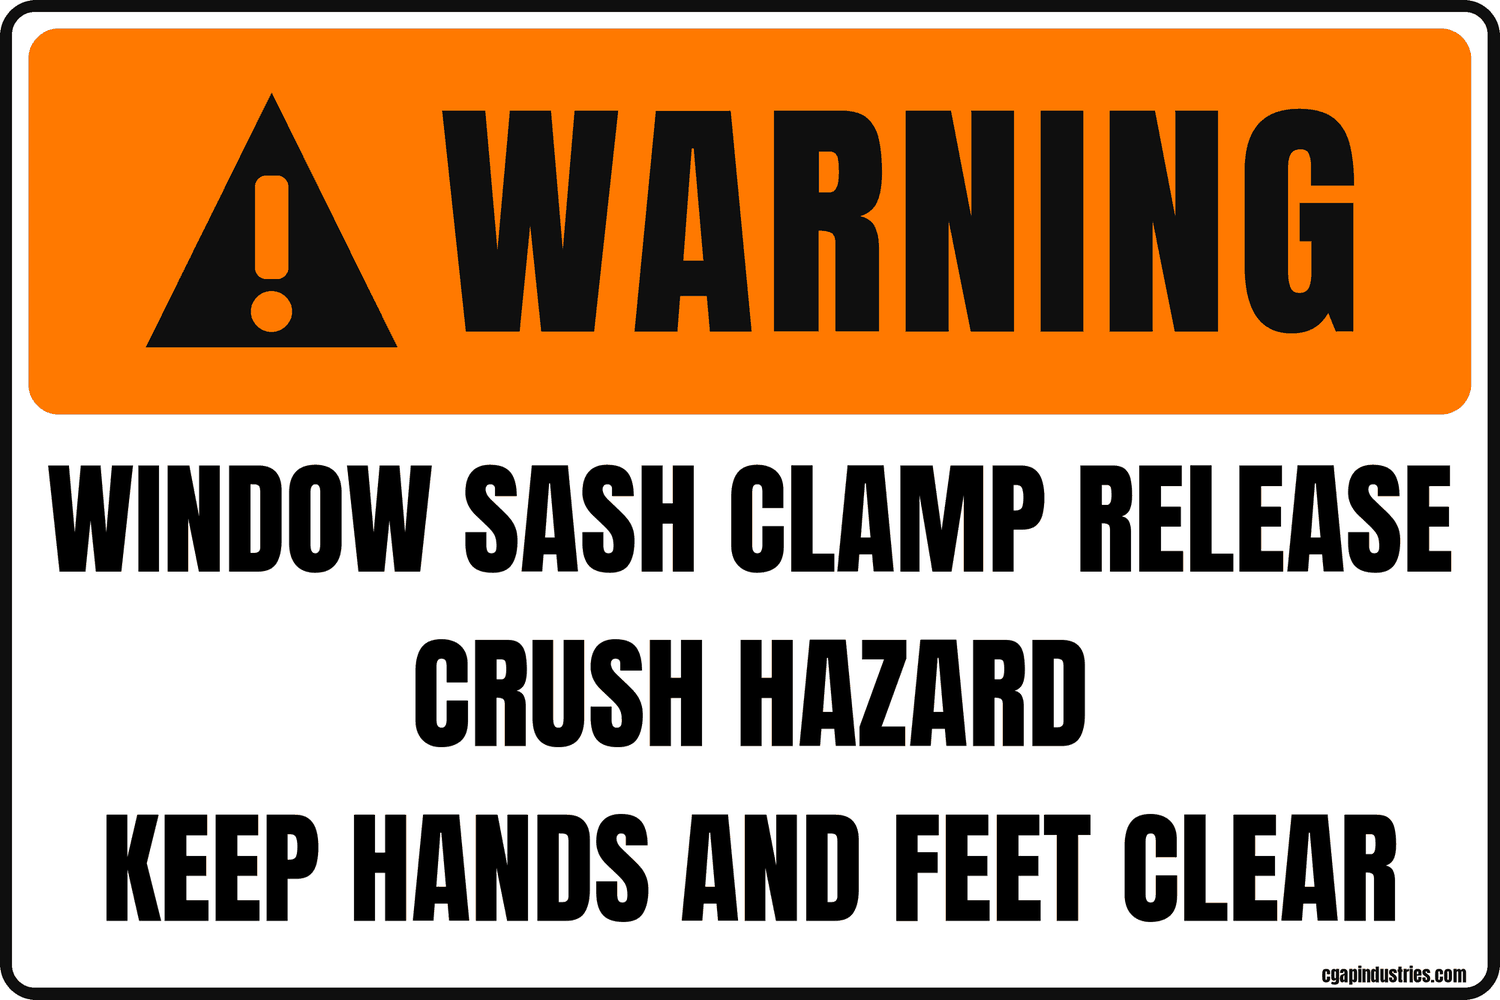 WARNING
WINDOW SASH CLAMP RELEASE
CRUSH HAZARD
KEEP HANDS AND FEET CLEAR
cgapindustries.com